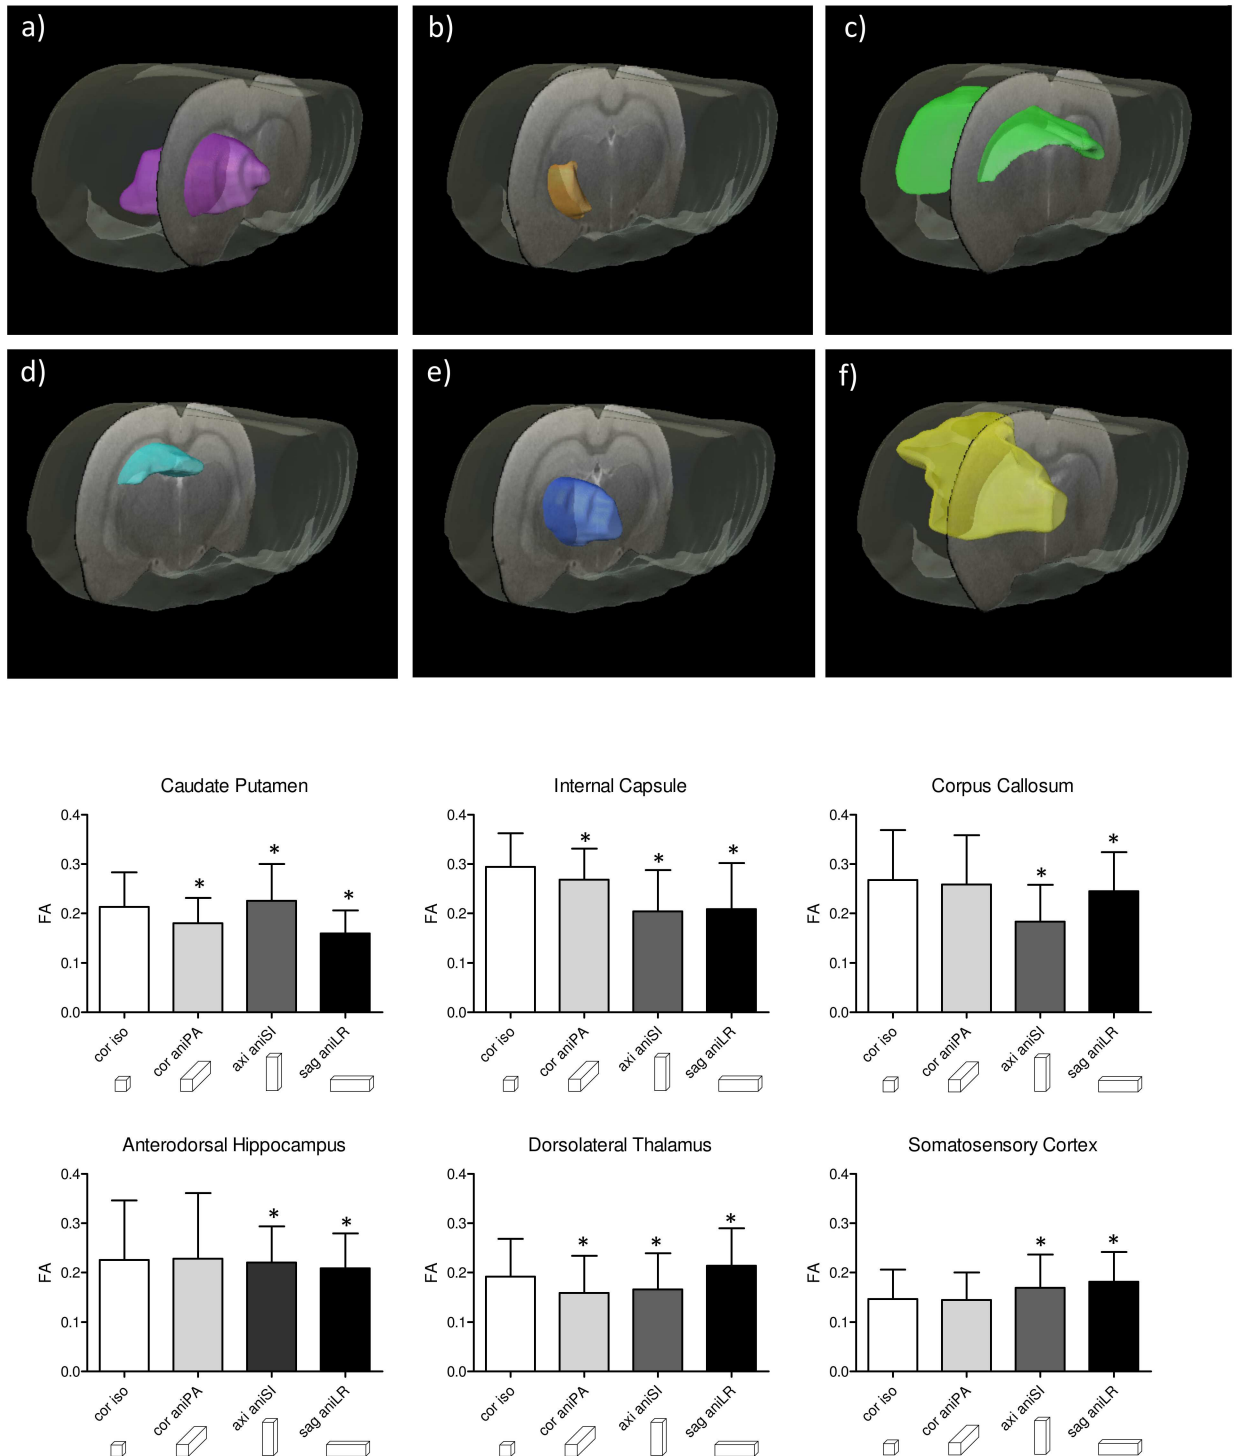 a)
b)
c)
d)
e)
f)
Caudate Putamen
0.4
0.3
0.2
0.1
0.0
FA
*
*
*
cor iso
cor aniPA
axi aniSI
sag aniLR
Internal Capsule
0.4
0.3
0.2
0.1
0.0
FA
*
*
*
cor iso
cor aniPA
axi aniSI
sag aniLR
Corpus Callosum
0.4
0.3
0.2
0.1
0.0
FA
*
*
cor iso
cor aniPA
axi aniSI
sag aniLR
Anterodorsal Hippocampus
0.4
0.3
0.2
0.1
0.0
FA
*
*
cor iso
cor aniPA
axi aniSI
sag aniLR
Dorsolateral Thalamus
0.4
0.3
0.2
0.1
0.0
FA
*
*
*
cor iso
cor aniPA
axi aniSI
sag aniLR
Somatosensory Cortex
0.4
0.3
0.2
0.1
0.0
FA
*
*
cor iso
cor aniPA
axi aniSI
sag aniLR